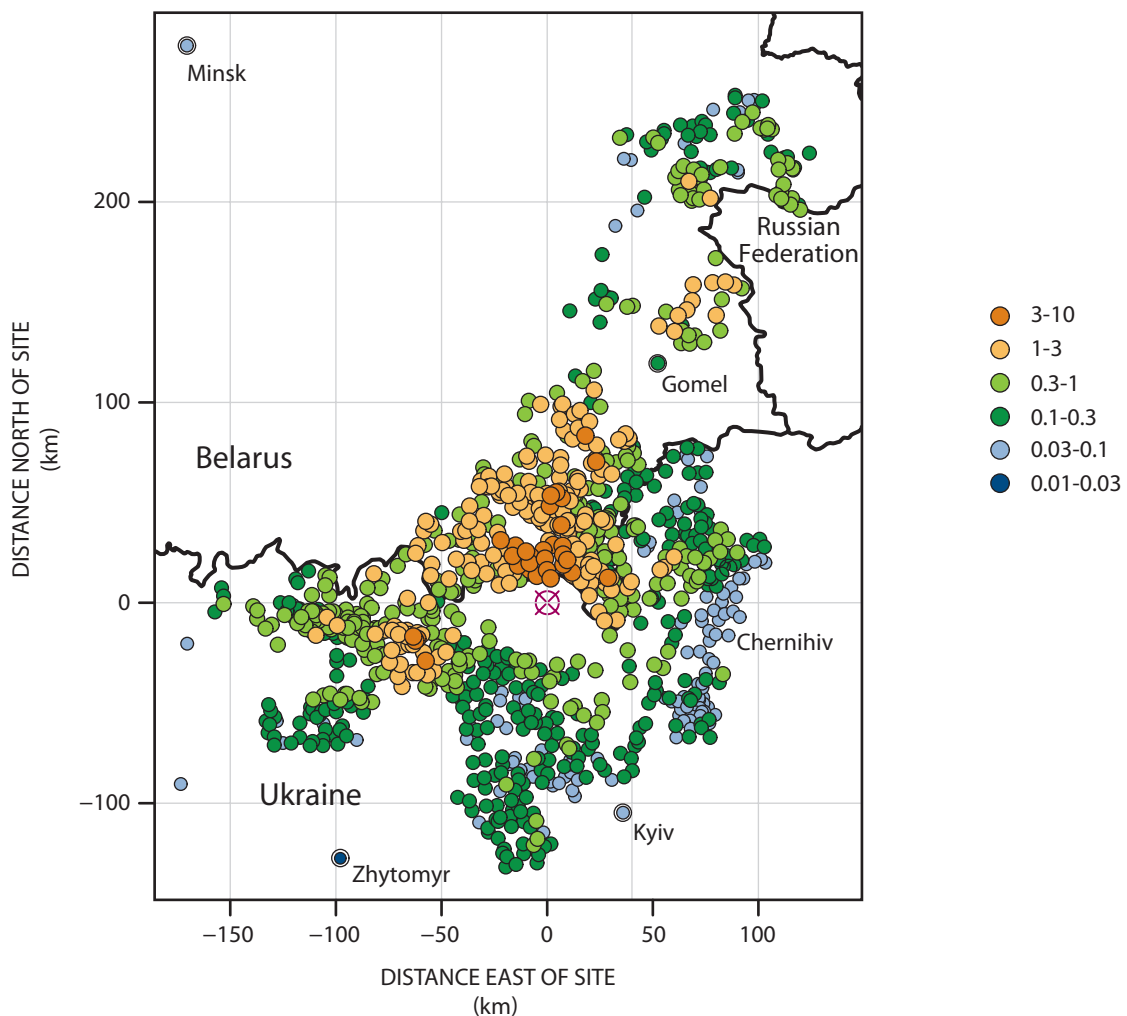 Minsk
200
Russian
Federation
3-10
1-3
0.3-1
0.1-0.3
0.03-0.1
0.01-0.03
DISTANCE NORTH OF SITE
(km)
Gomel
100
Belarus
0
Chernihiv
Ukraine
−100
Kyiv
Zhytomyr
−150
−100
−50
0
50
100
DISTANCE EAST OF SITE
(km)